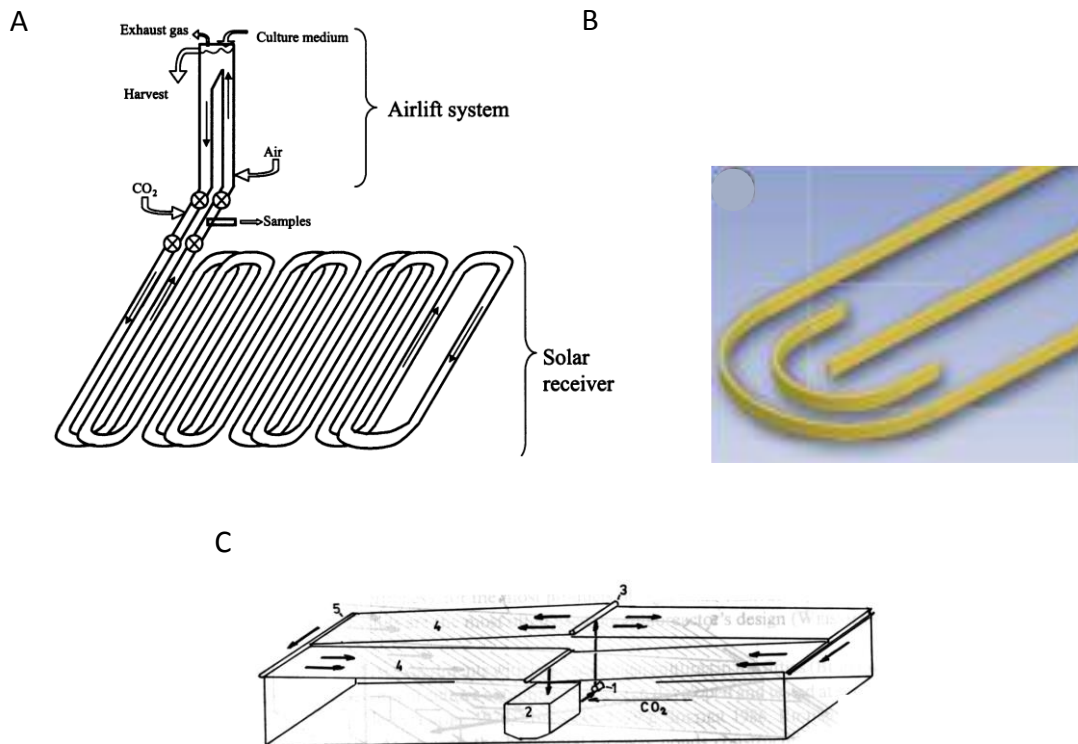 A
B
Exhaust gas
Culture medium
Harvest
Airlift system
Air
CO₂
Samples
Solar
receiver
C
3
5
4
4
1
2
CO₂